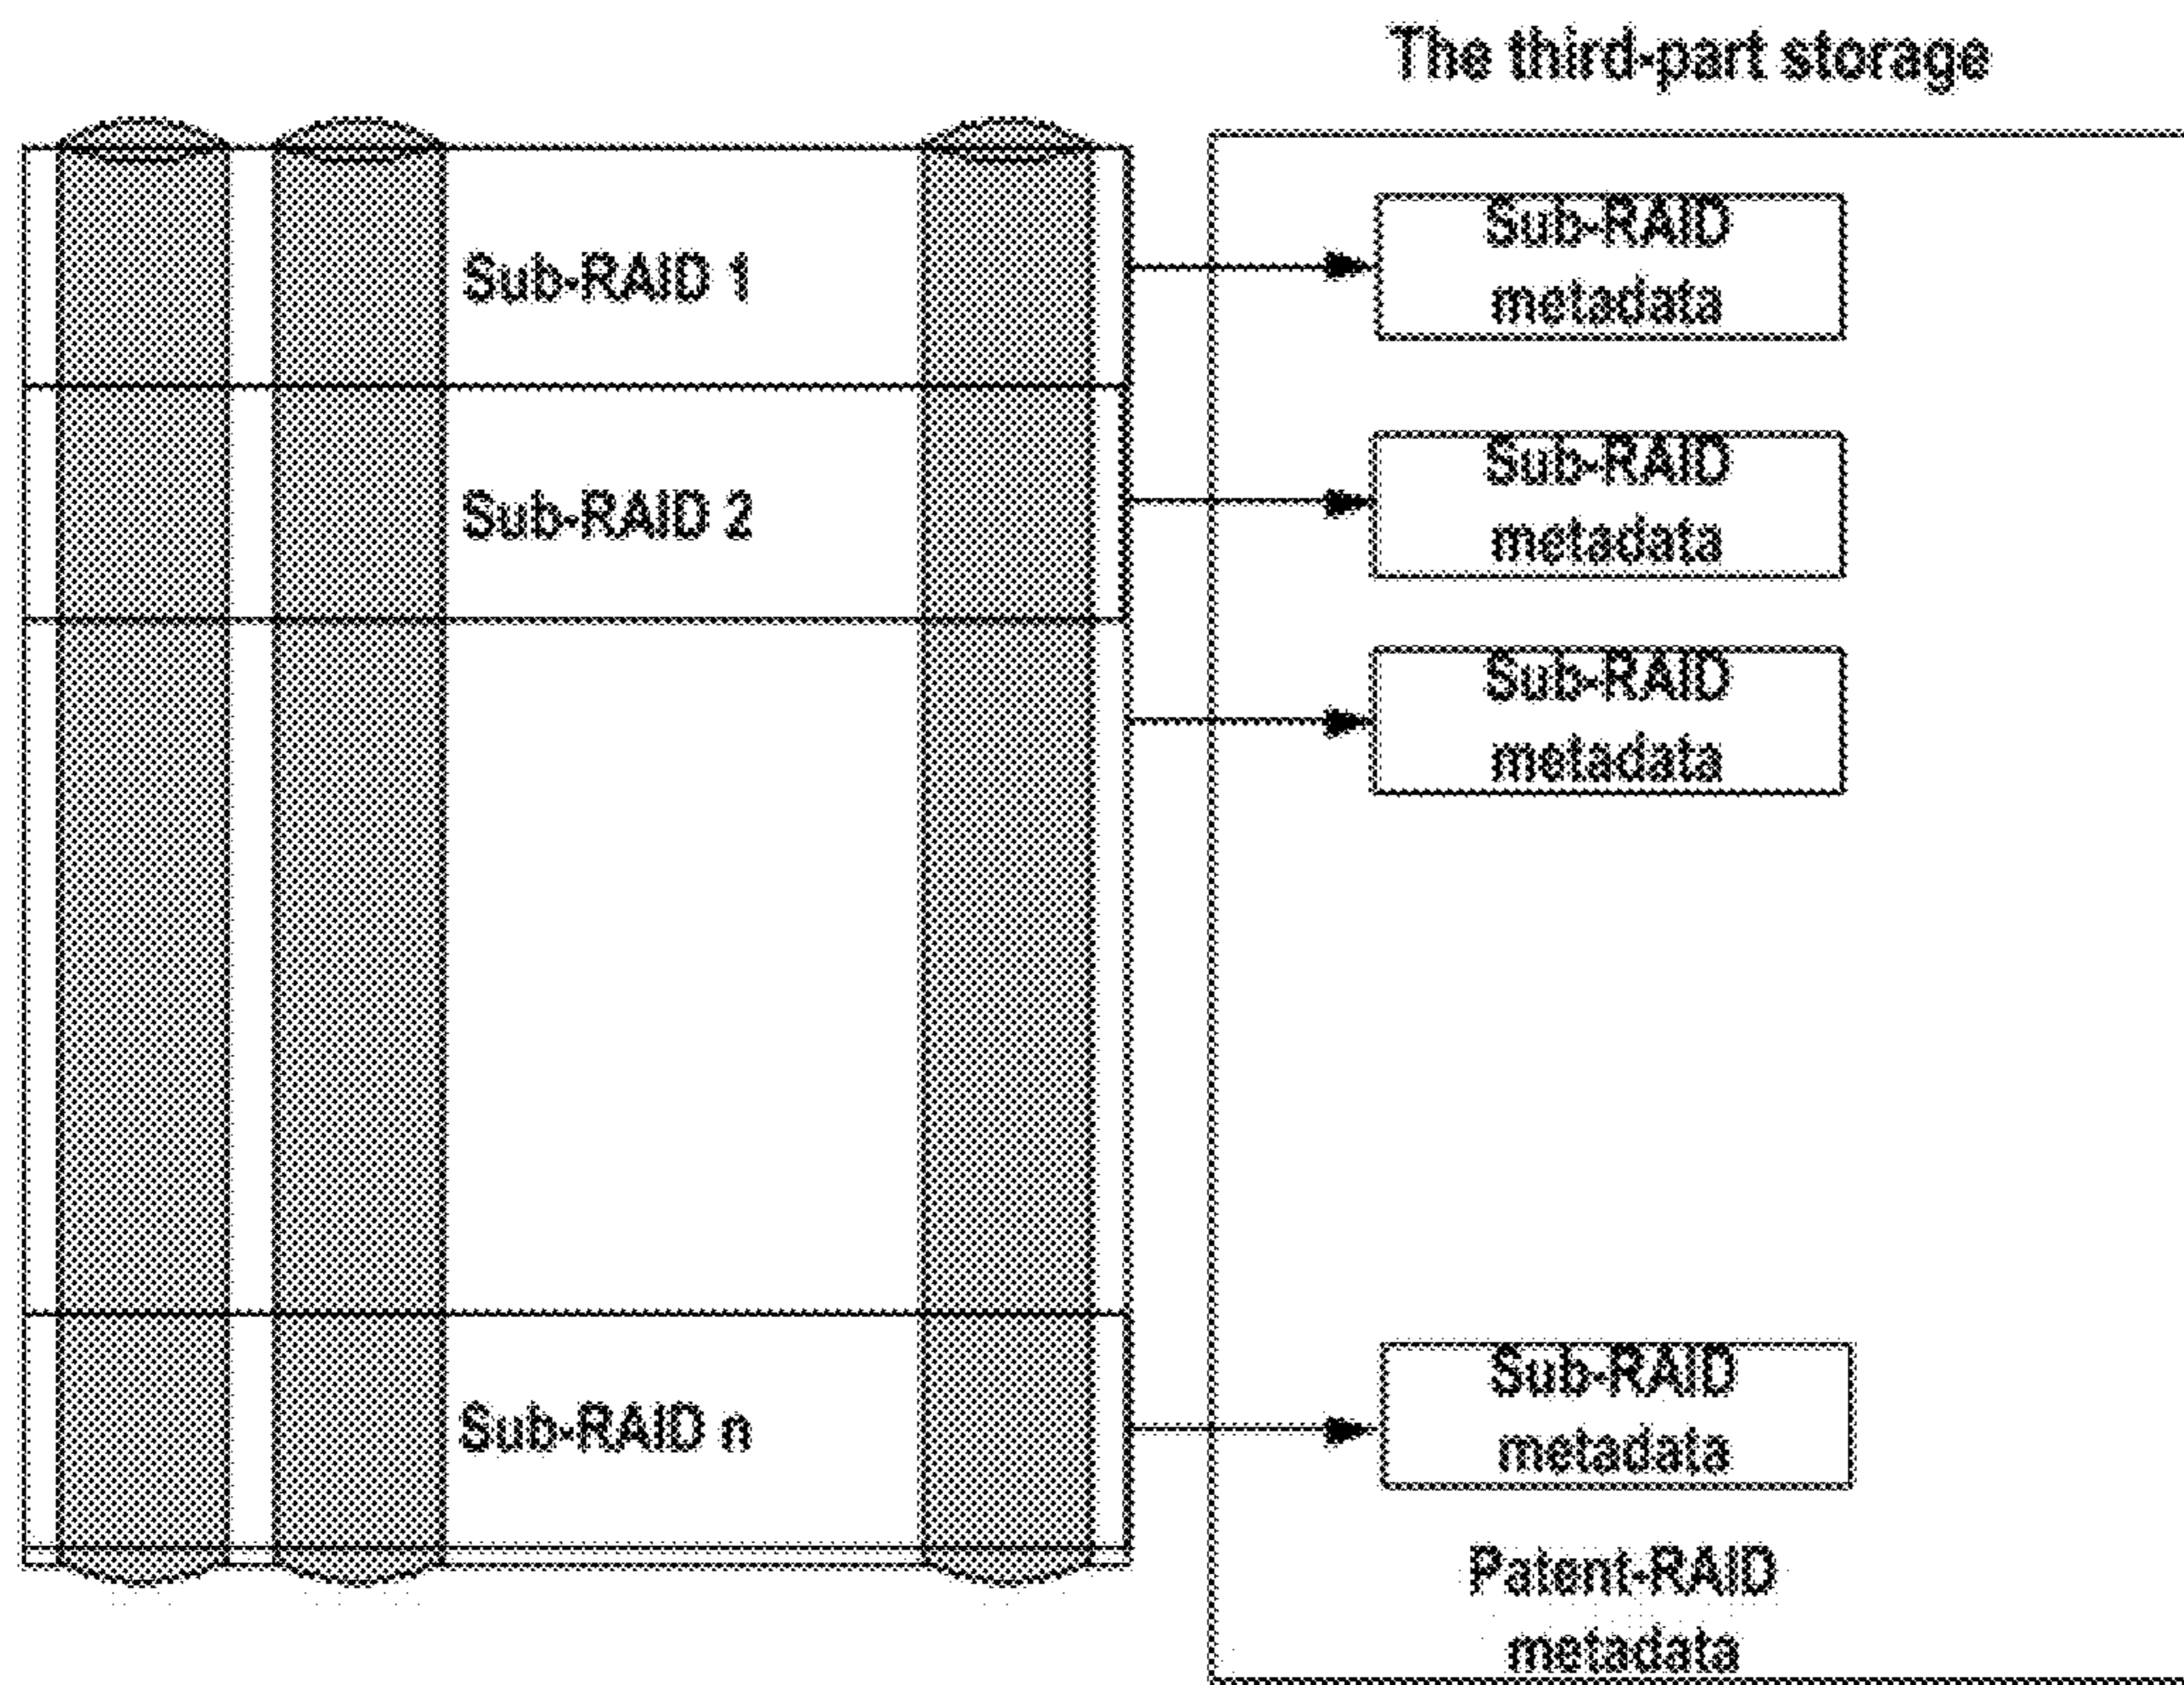 The third-part storage
Sub-RAID 1
Sub-RAID
metadata
Sub-RAID 2
Sub-RAID
metadata
Sub-RAID
metadata
Sub-RAID n
Sub-RAID
metadata
Patent-RAID
metadata